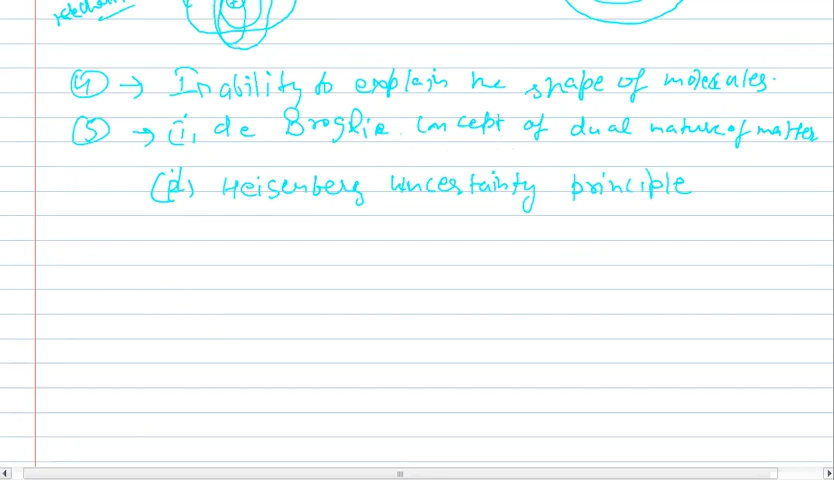 ④ → Inability to explain the shape of molecules.
⑤ → (i) de Broglie concept of dual nature of matter
(ii) Heisenberg uncertainty principle